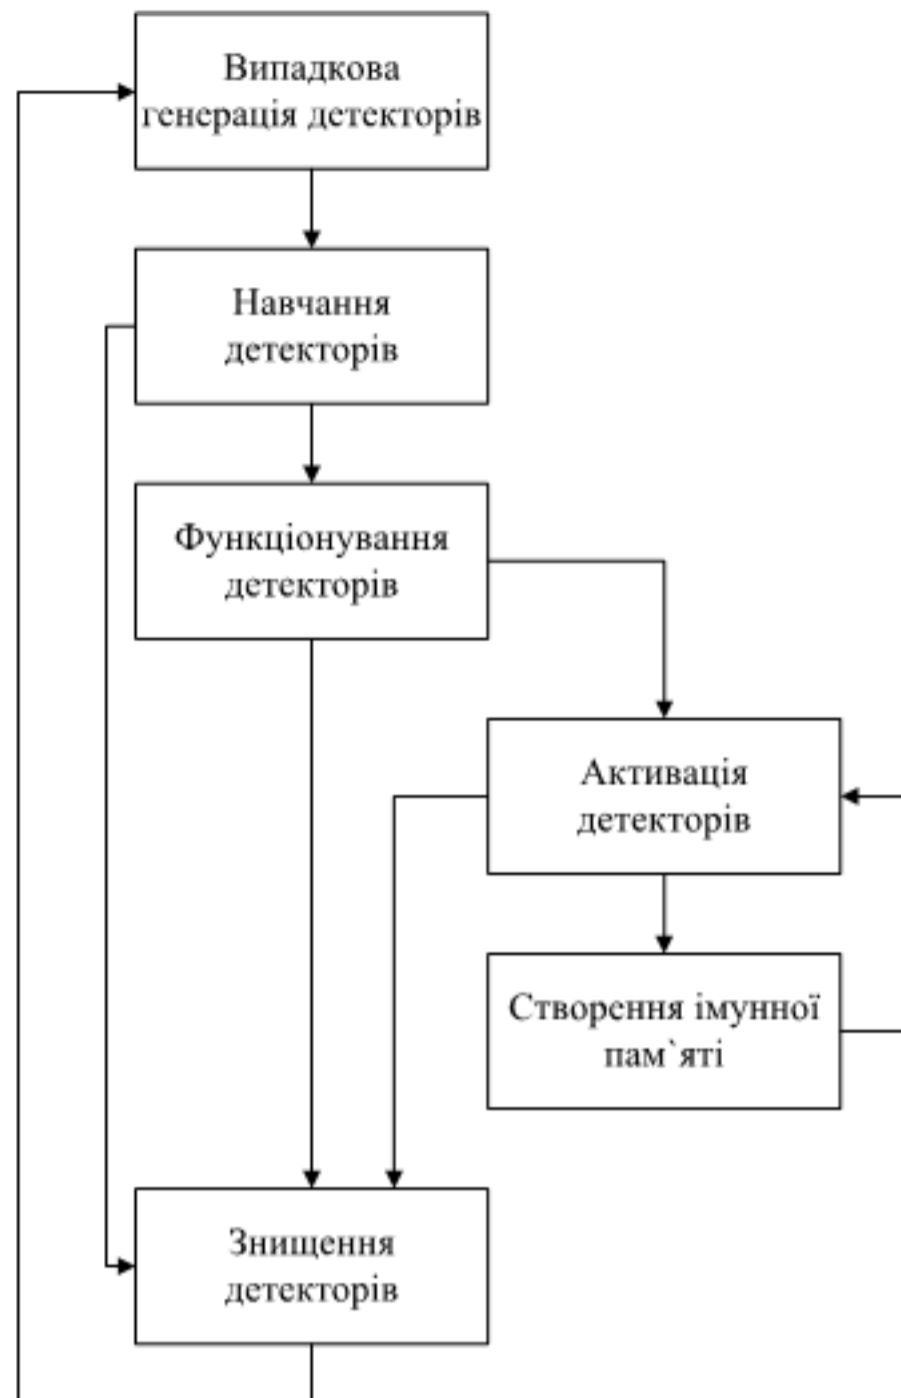 Випадкова
генерація детекторів
Навчання
детекторів
Функціонування
детекторів
Активація
детекторів
Створення імунної
пам`яті
Знищення
детекторів